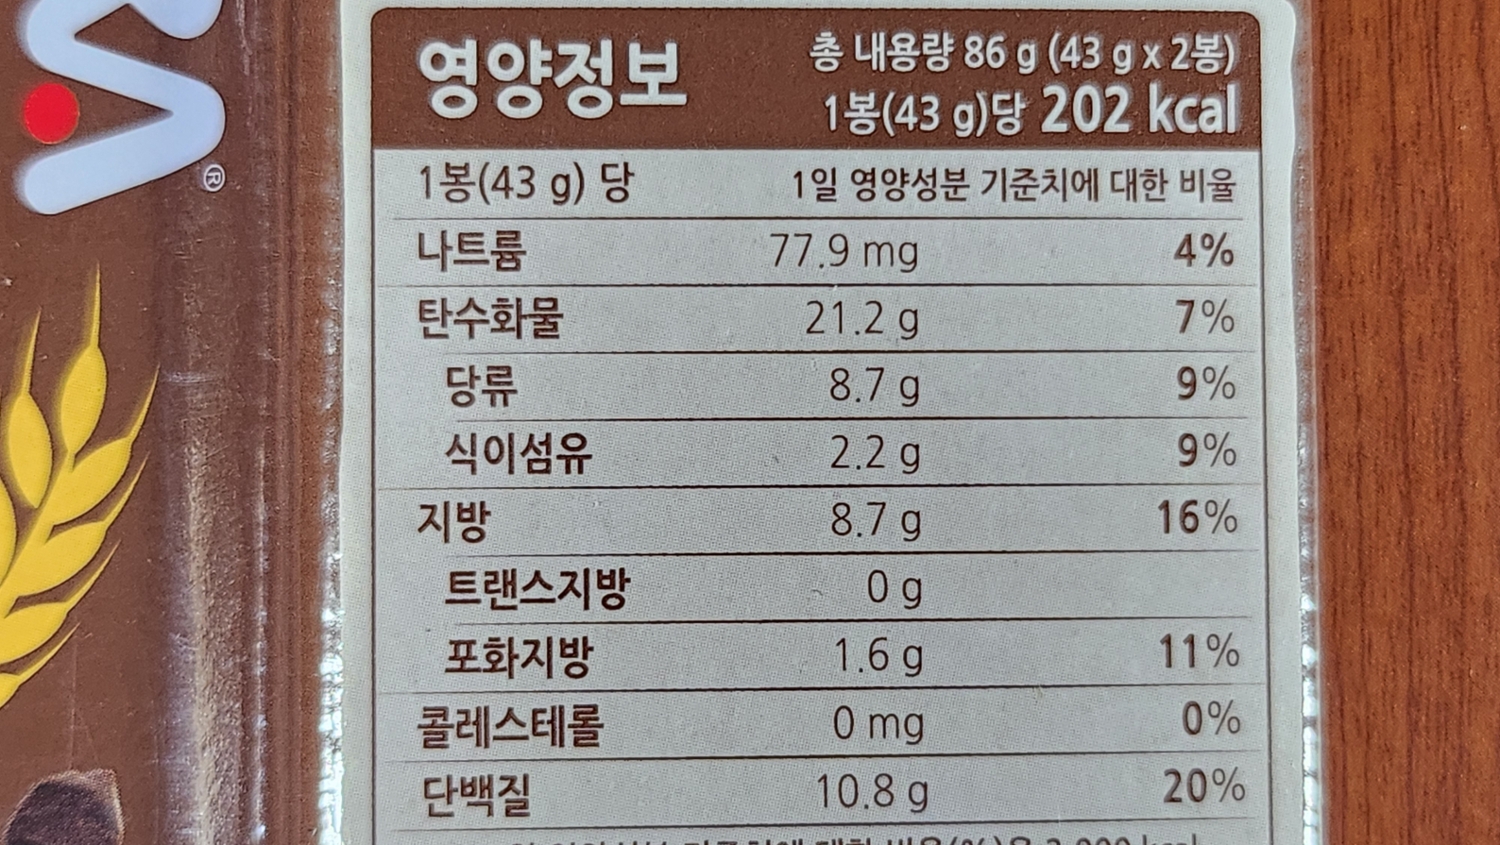 영양정보
총 내용량 86 g (43 g x 2봉)
1봉(43 g)당 202 kcal
1봉(43 g) 당 1일 영양성분 기준치에 대한 비율
나트륨 77.9 mg 4%
탄수화물 21.2 g 7%
당류 8.7 g 9%
식이섬유 2.2 g 9%
지방 8.7 g 16%
트랜스지방 0 g
포화지방 1.6 g 11%
콜레스테롤 0 mg 0%
단백질 10.8 g 20%